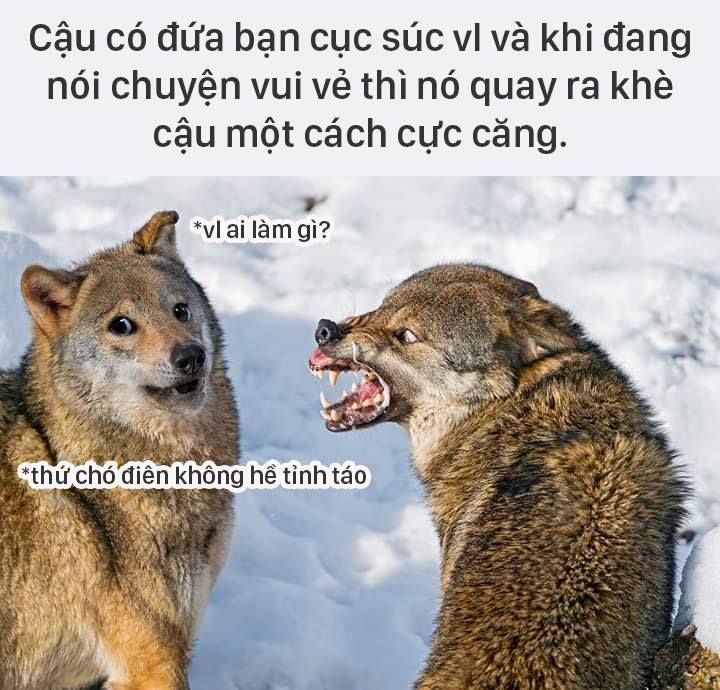 Cậu có đứa bạn cục súc vl và khi đang
nói chuyện vui vẻ thì nó quay ra khè
cậu một cách cực căng.
*vl ai làm gì?
*thứ chó điên không hề tỉnh táo